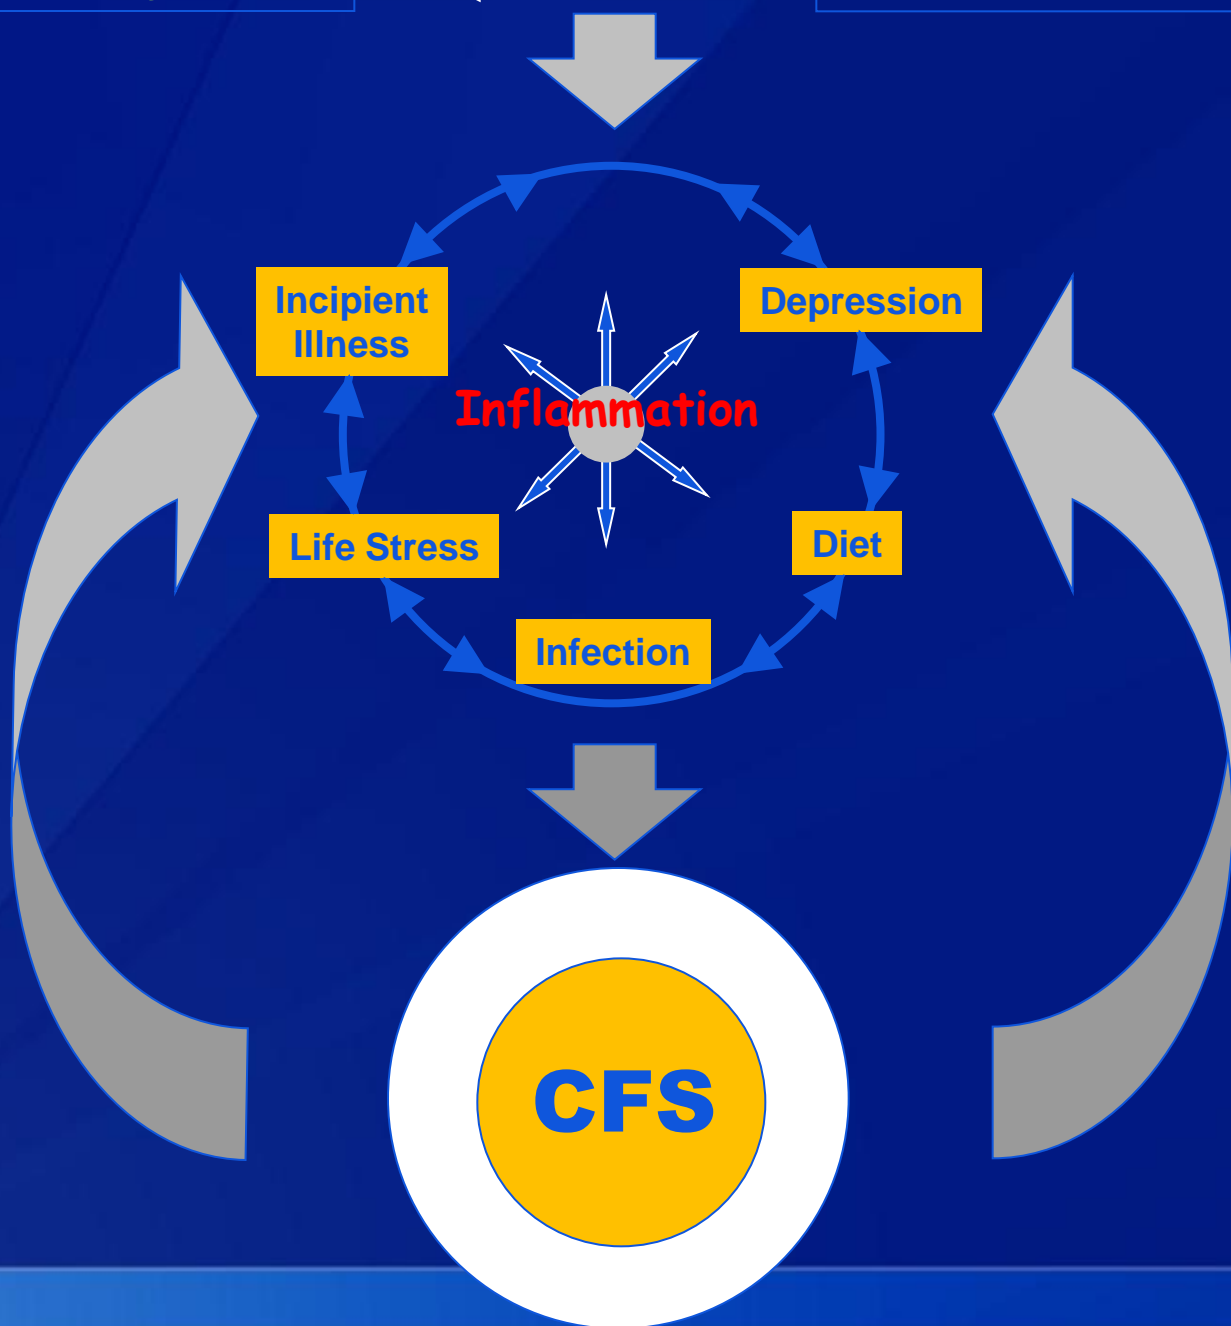 Incipient
Illness
Depression
Inflammation
Life Stress
Diet
Infection
CFS